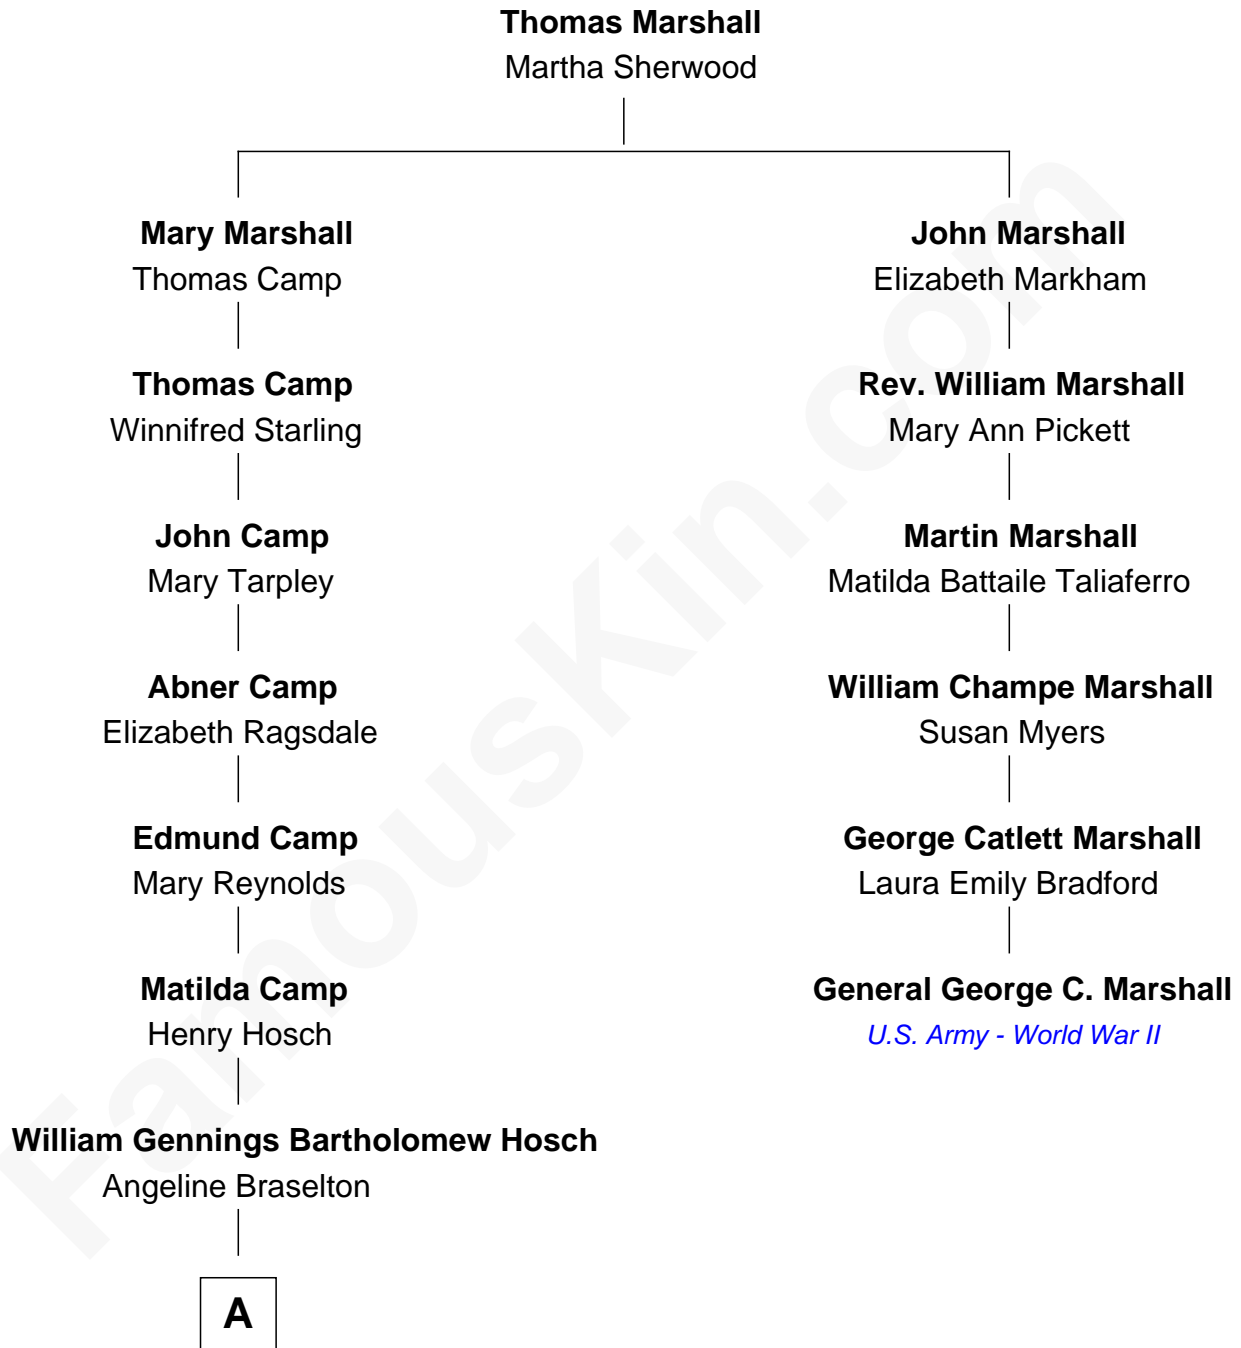 Thomas Marshall
Martha Sherwood
Mary Marshall
Thomas Camp
John Marshall
Elizabeth Markham
Thomas Camp
Winnifred Starling
Rev. William Marshall
Mary Ann Pickett
John Camp
Mary Tarpley
Martin Marshall
Matilda Battaile Taliaferro
Abner Camp
Elizabeth Ragsdale
William Champe Marshall
Susan Myers
Edmund Camp
Mary Reynolds
George Catlett Marshall
Laura Emily Bradford
Matilda Camp
Henry Hosch
General George C. Marshall
U.S. Army - World War II
William Gennings Bartholomew Hosch
Angeline Braselton
A
FamousKin.com